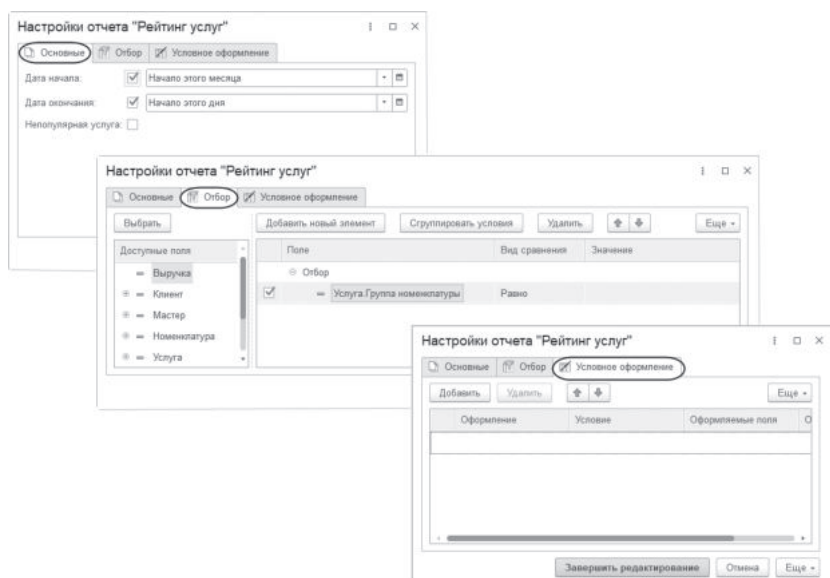 Настройки отчета "Рейтинг услуг"
Основные Отбор Условное оформление
Дата начала: Начало этого месяца
Дата окончания: Начало этого дня
Непопулярная услуга:
Настройки отчета "Рейтинг услуг"
Основные Отбор Условное оформление
Выбрать Добавить новый элемент Сгруппировать условия Удалить Еще
Доступные поля Поле Вид сравнения Значение
Выручка Отбор
Клиент Услуга.Группа номенклатуры Равно
Мастер
Номенклатура
Услуга
Настройки отчета "Рейтинг услуг"
Основные Отбор Условное оформление
Добавить Удалить Еще
Оформление Условие Оформляемые поля О
Завершить редактирование Отмена Еще